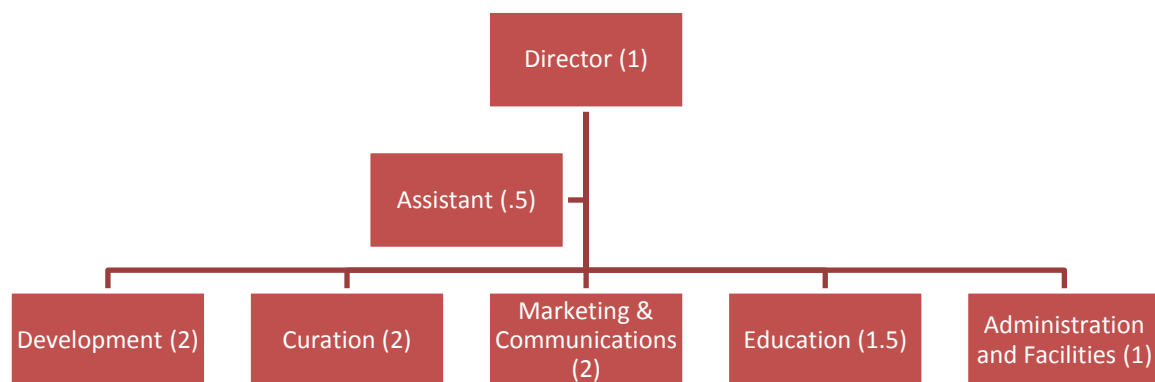 Director (1)
Assistant (.5)
Development (2)
Curation (2)
Marketing &
Communications
(2)
Education (1.5)
Administration
and Facilities (1)